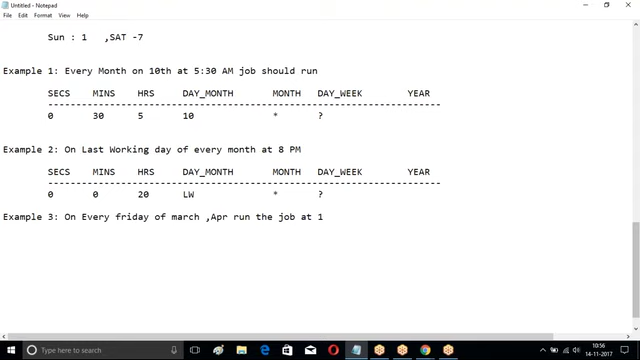 Untitled - Notepad
File Edit Format View Help
Sun : 1 ,SAT -7
Example 1: Every Month on 10th at 5:30 AM job should run
SECS MINS HRS DAY_MONTH MONTH DAY_WEEK YEAR
--------------------------------------------------------------------
0 30 5 10 * ?
Example 2: On Last Working day of every month at 8 PM
SECS MINS HRS DAY_MONTH MONTH DAY_WEEK YEAR
--------------------------------------------------------------------
0 0 20 LW * ?
Example 3: On Every friday of march ,Apr run the job at 1
Type here to search
10:56
14-11-2017